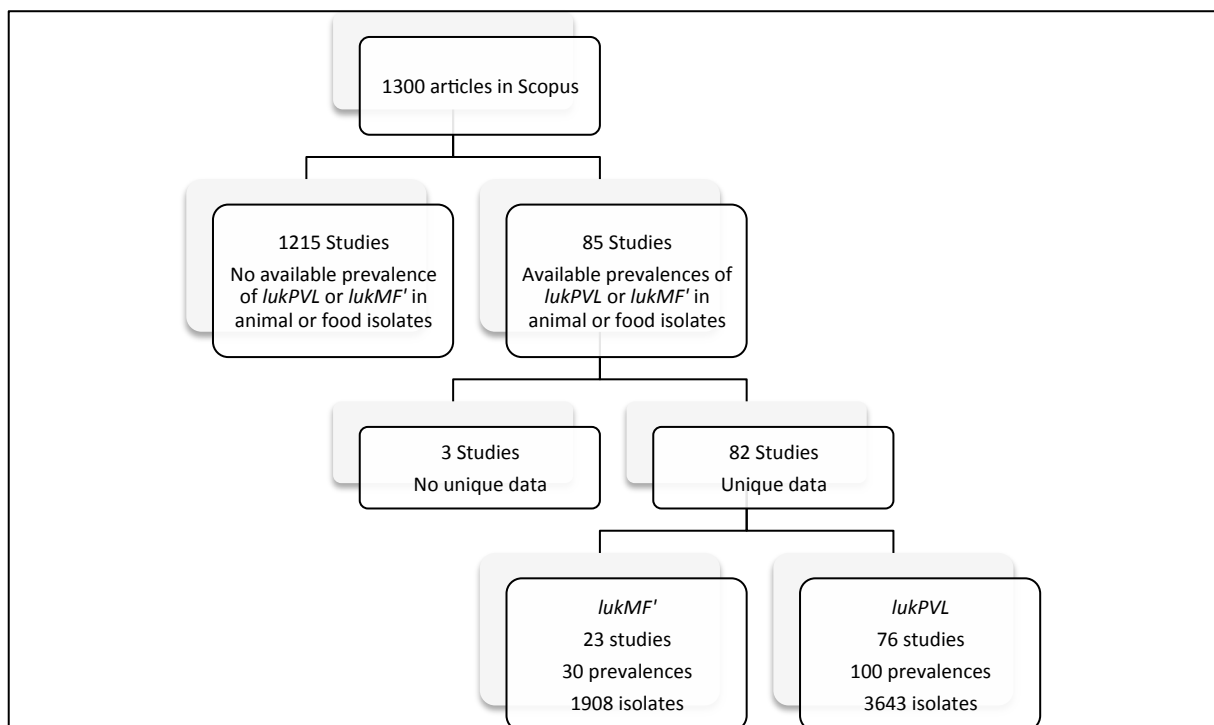 1300 articles in Scopus
1215 Studies
No available prevalence
of lukPVL or lukMF' in
animal or food isolates
85 Studies
Available prevalences of
lukPVL or lukMF' in
animal or food isolates
3 Studies
No unique data
82 Studies
Unique data
lukMF'
23 studies
30 prevalences
1908 isolates
lukPVL
76 studies
100 prevalences
3643 isolates